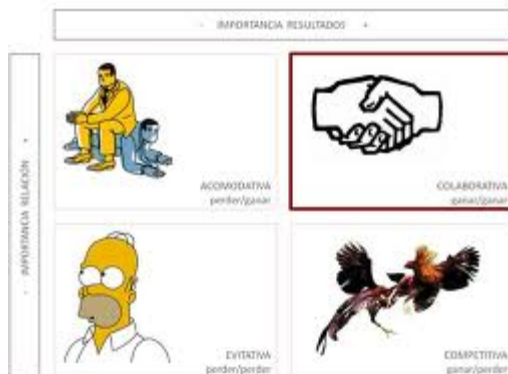 - IMPORTANCIA RESULTADOS +
- IMPORTANCIA RELACIÓN +
ACOMODATIVA
perder/ganar
COLABORATIVA
ganar/ganar
EVITATIVA
perder/perder
COMPETITIVA
ganar/perder